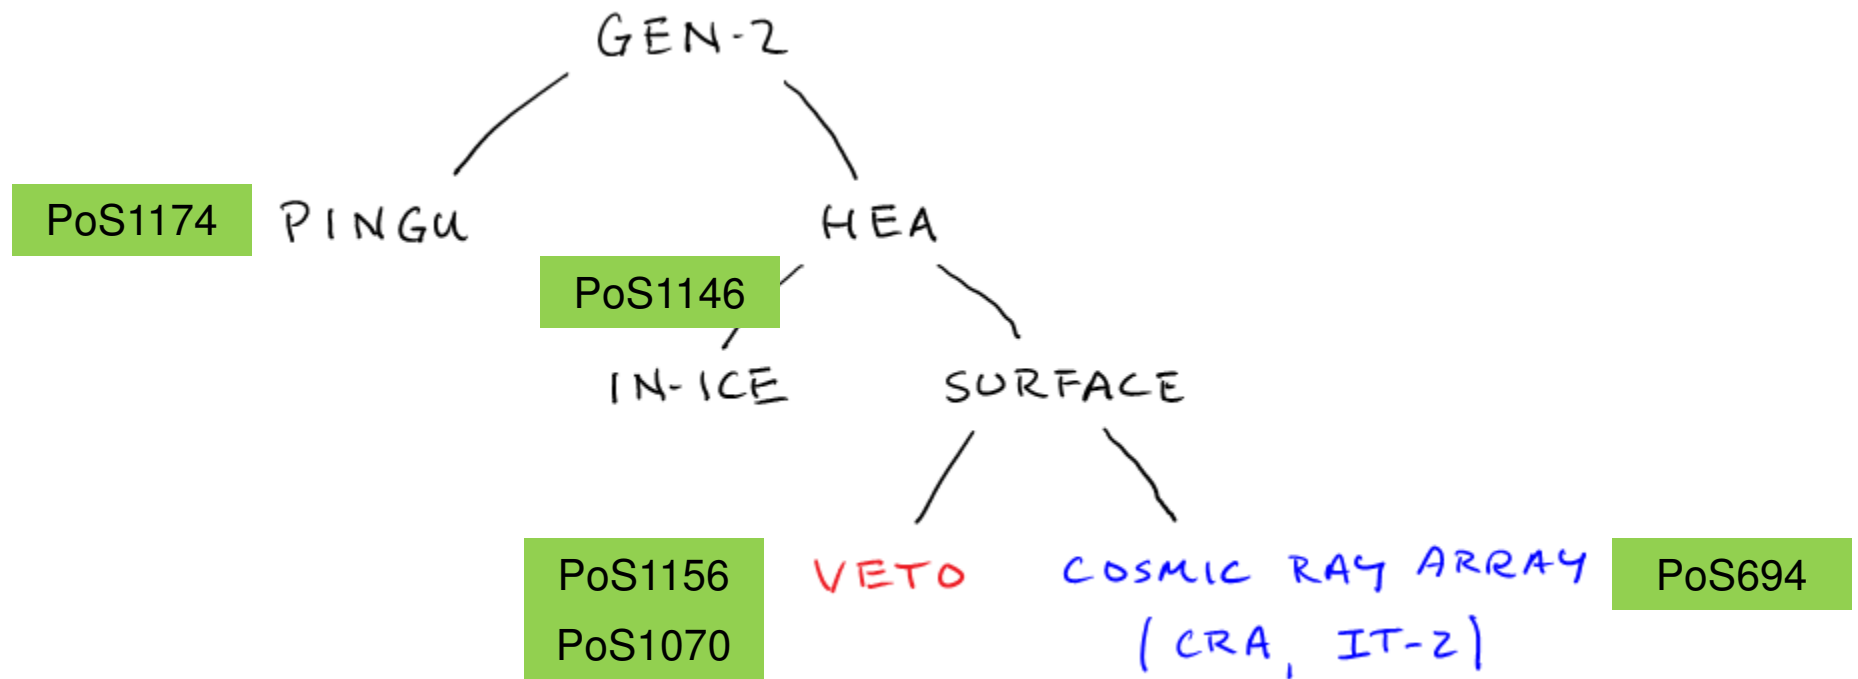 GEN-2
PoS1174 PINGU HEA
PoS1146
IN-ICE SURFACE
PoS1156 VETO COSMIC RAY ARRAY PoS694
PoS1070 (CRA, IT-2)